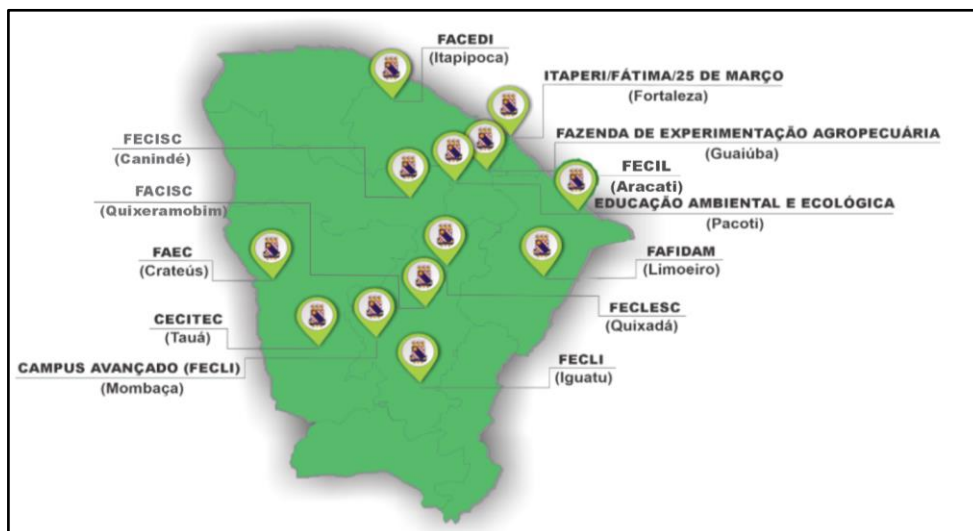 FACEDI
(Itapipoca)
ITAPERI/FÁTIMA/25 DE MARÇO
(Fortaleza)
FECISC
(Canindé)
FAZENDA DE EXPERIMENTAÇÃO AGROPECUÁRIA
(Guaiúba)
FECIL
(Aracati)
FACISC
(Quixeramobim)
EDUCAÇÃO AMBIENTAL E ECOLÓGICA
(Pacoti)
FAEC
(Crateús)
FAFIDAM
(Limoeiro)
CECITEC
(Tauá)
FECLESC
(Quixadá)
CAMPUS AVANÇADO (FECLI)
(Mombaça)
FECLI
(Iguatu)